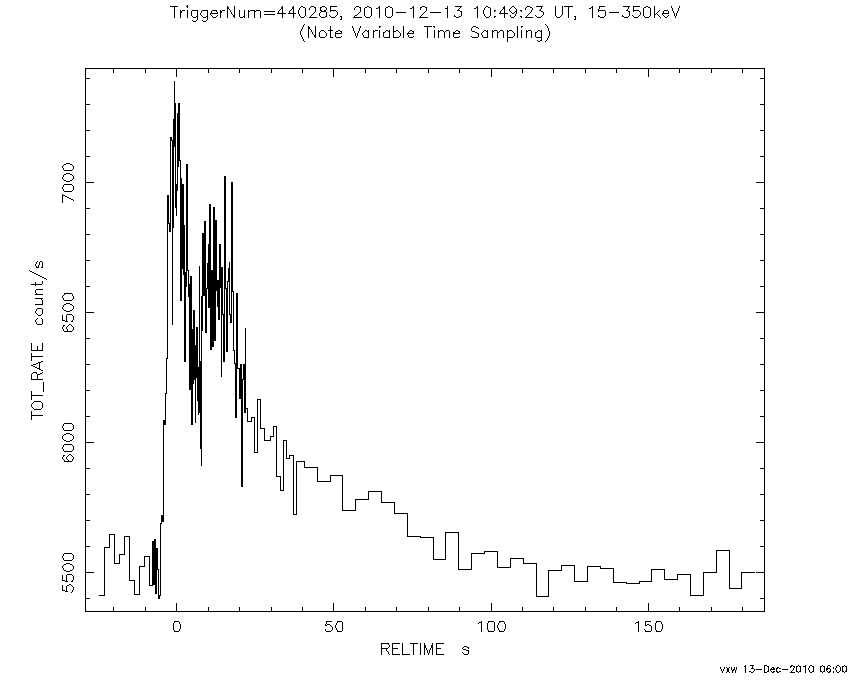 TriggerNum=440285, 2010-12-13 10:49:23 UT, 15-350keV
(Note Variable Time Sampling)
7000
6500
6000
5500
TOT_RATE count/s
0 50 100 150
RELTIME s
vxw 13-Dec-2010 06:00